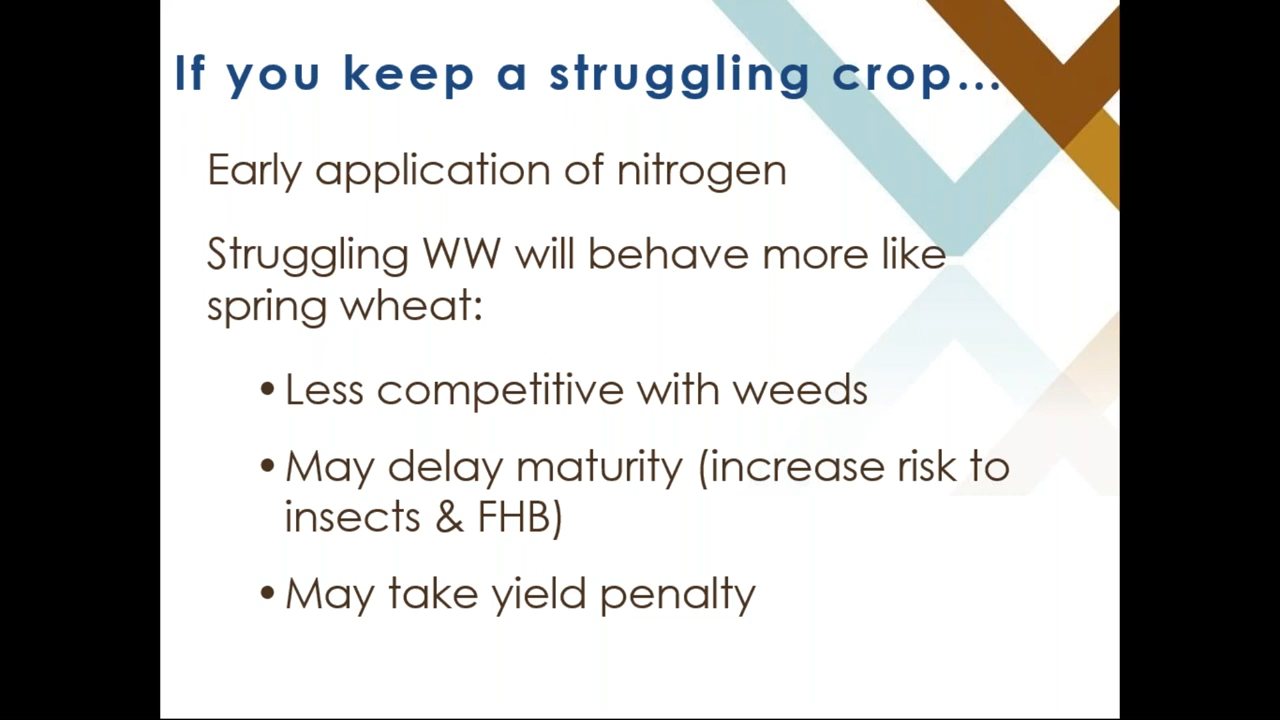 If you keep a struggling crop...
Early application of nitrogen
Struggling WW will behave more like
spring wheat:
• Less competitive with weeds
• May delay maturity (increase risk to
insects & FHB)
• May take yield penalty